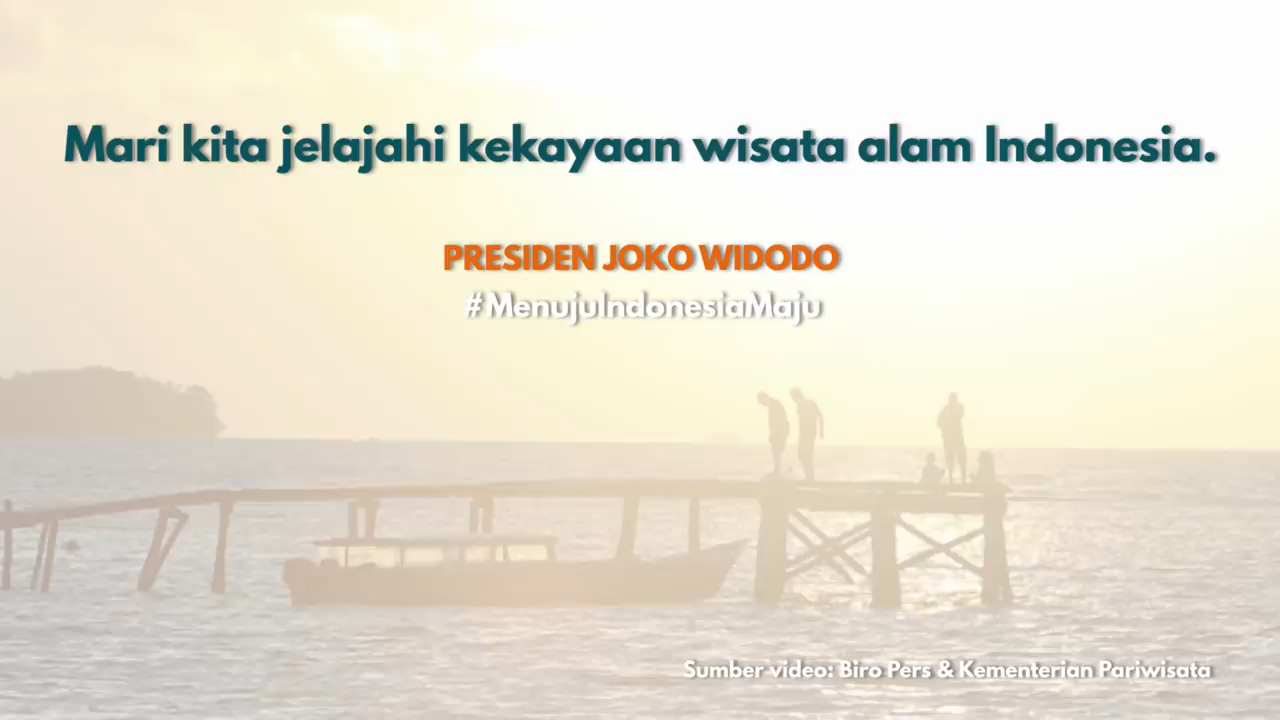 Mari kita jelajahi kekayaan wisata alam Indonesia.
PRESIDEN JOKO WIDODO
#MenujuIndonesiaMaju
Sumber video: Biro Pers & Kementerian Pariwisata